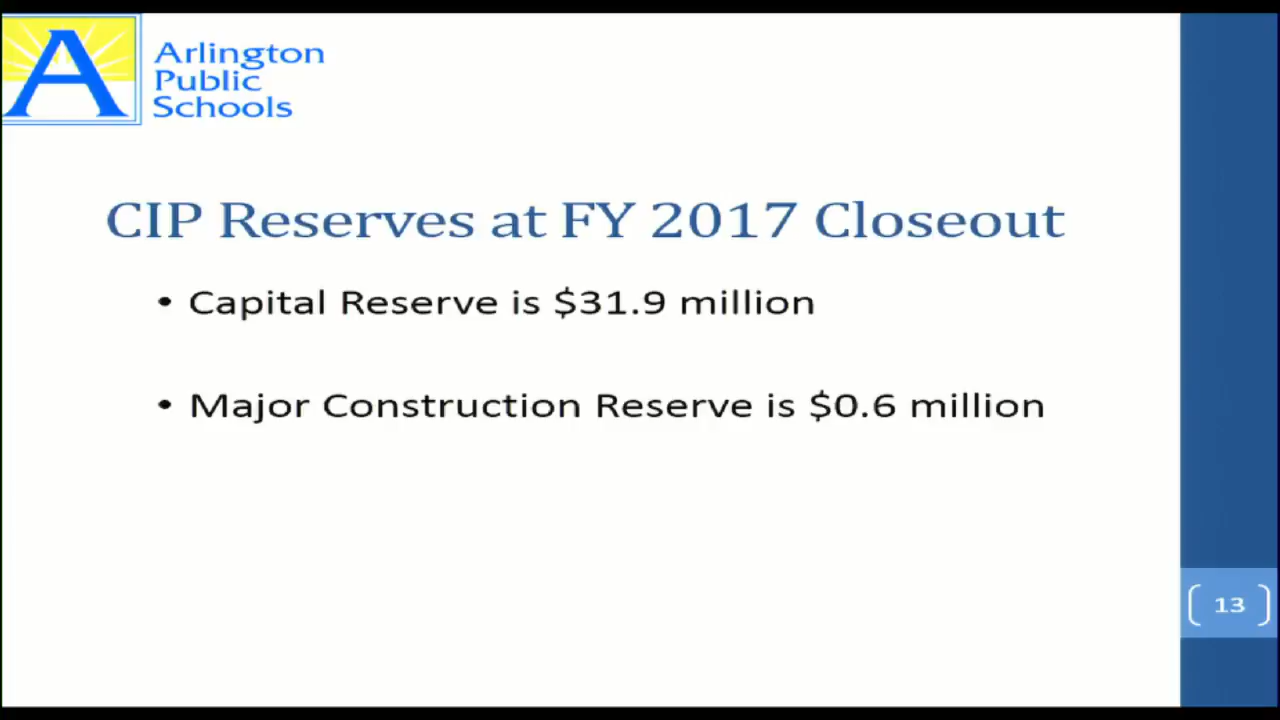 A
Arlington
Public
Schools
CIP Reserves at FY 2017 Closeout
• Capital Reserve is $31.9 million
• Major Construction Reserve is $0.6 million
13